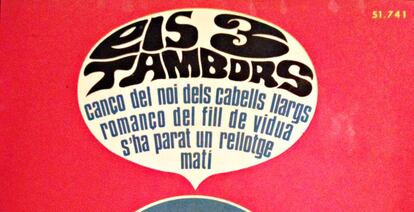 51.741
els 3
TAMBORS
canço del noi dels cabells llargs
romanço del fill de vidua
s'ha parat un rellotge
matí